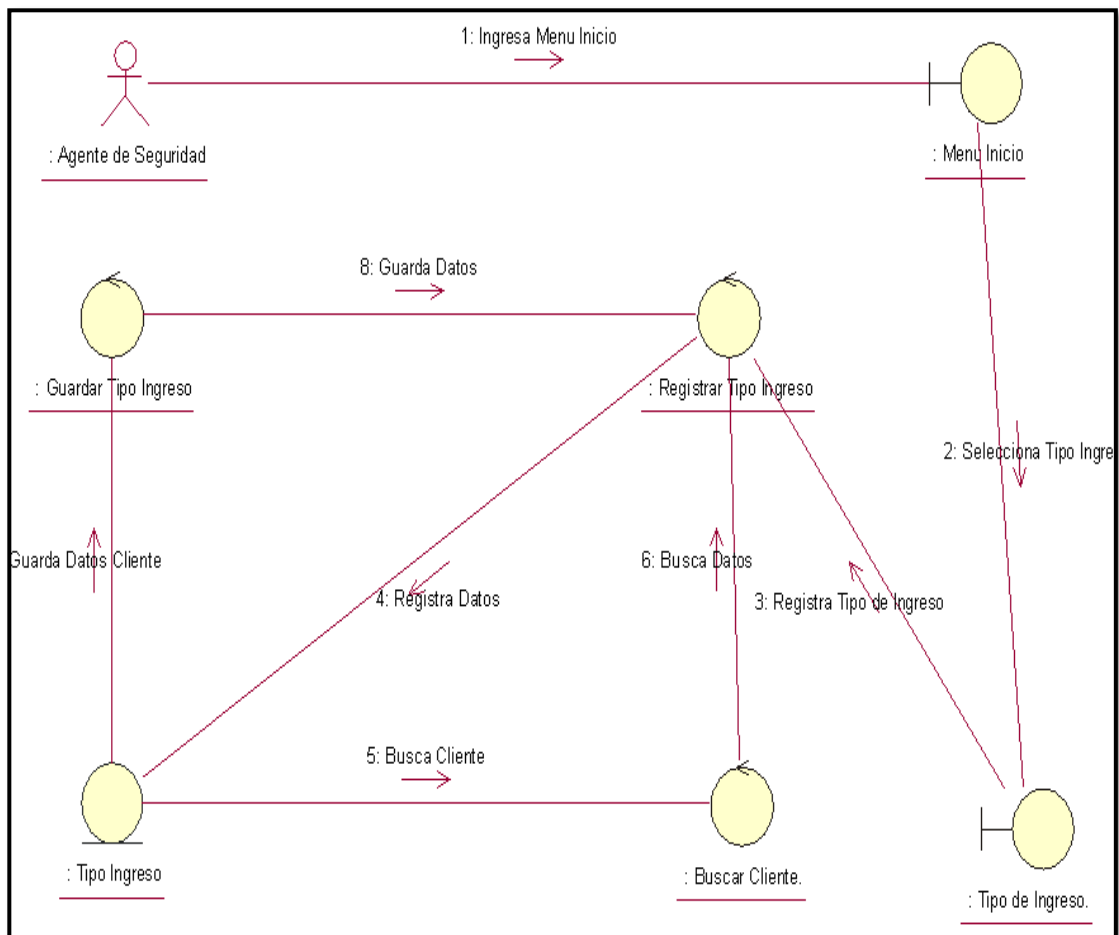 1: Ingresa Menu Inicio
: Agente de Seguridad
: Menu Inicio
8: Guarda Datos
: Guardar Tipo Ingreso
: Registrar Tipo Ingreso
2: Selecciona Tipo Ingre
Guarda Datos Cliente
6: Busca Datos
4: Registra Datos
3: Registra Tipo de Ingreso
5: Busca Cliente
: Tipo Ingreso
: Buscar Cliente.
: Tipo de Ingreso.